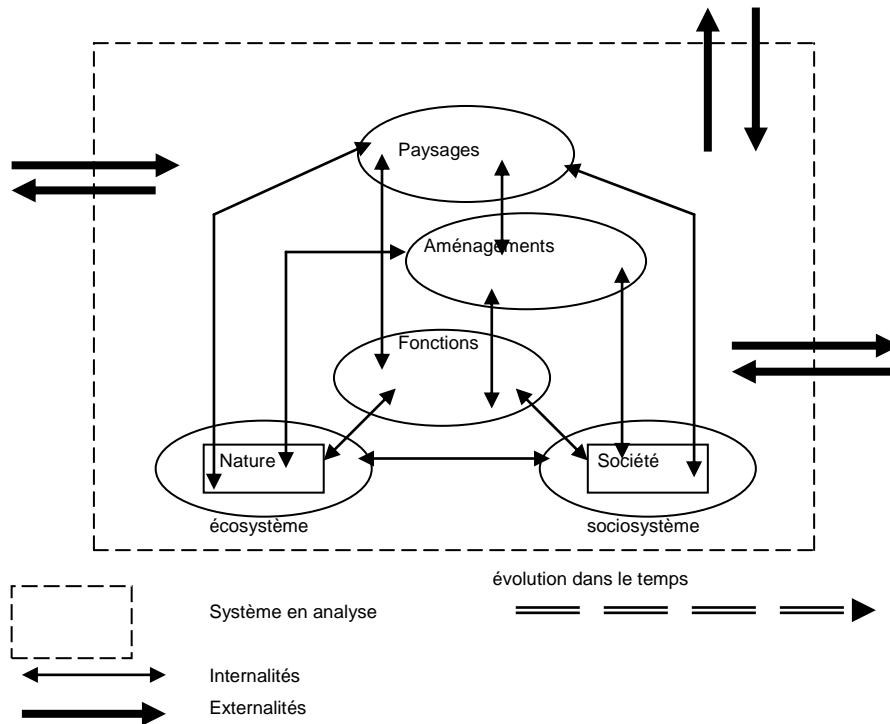 Paysages
Aménagements
Fonctions
Nature
Société
écosystème
sociosystème
évolution dans le temps
Système en analyse
Internalités
Externalités